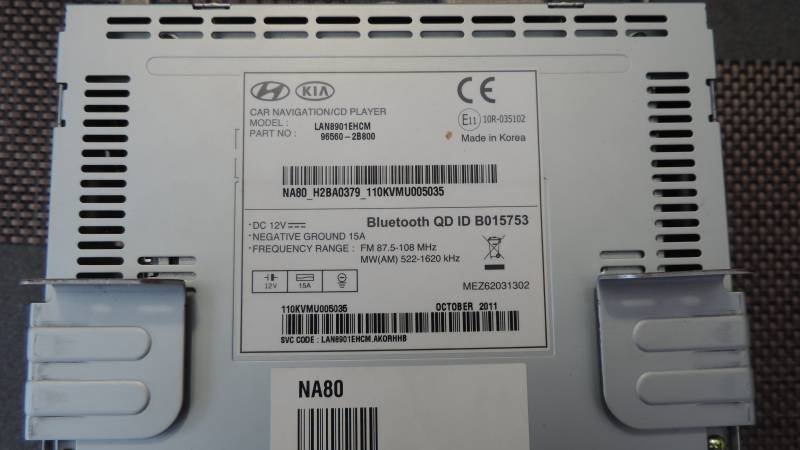 KIA
CE
CAR NAVIGATION/CD PLAYER
MODEL : LAN8901EHCM
PART NO : 96560-2B800
E11 10R-035102
Made in Korea
NA80_H2BA0379_110KVMU005035
·DC 12V
·NEGATIVE GROUND 15A
·FREQUENCY RANGE : FM 87.5-108 MHz
MW(AM) 522-1620 kHz
Bluetooth QD ID B015753
12V 15A
MEZ62031302
110KVMU005035 OCTOBER 2011
SVC CODE : LAN8901EHCM.AKORHHB
NA80